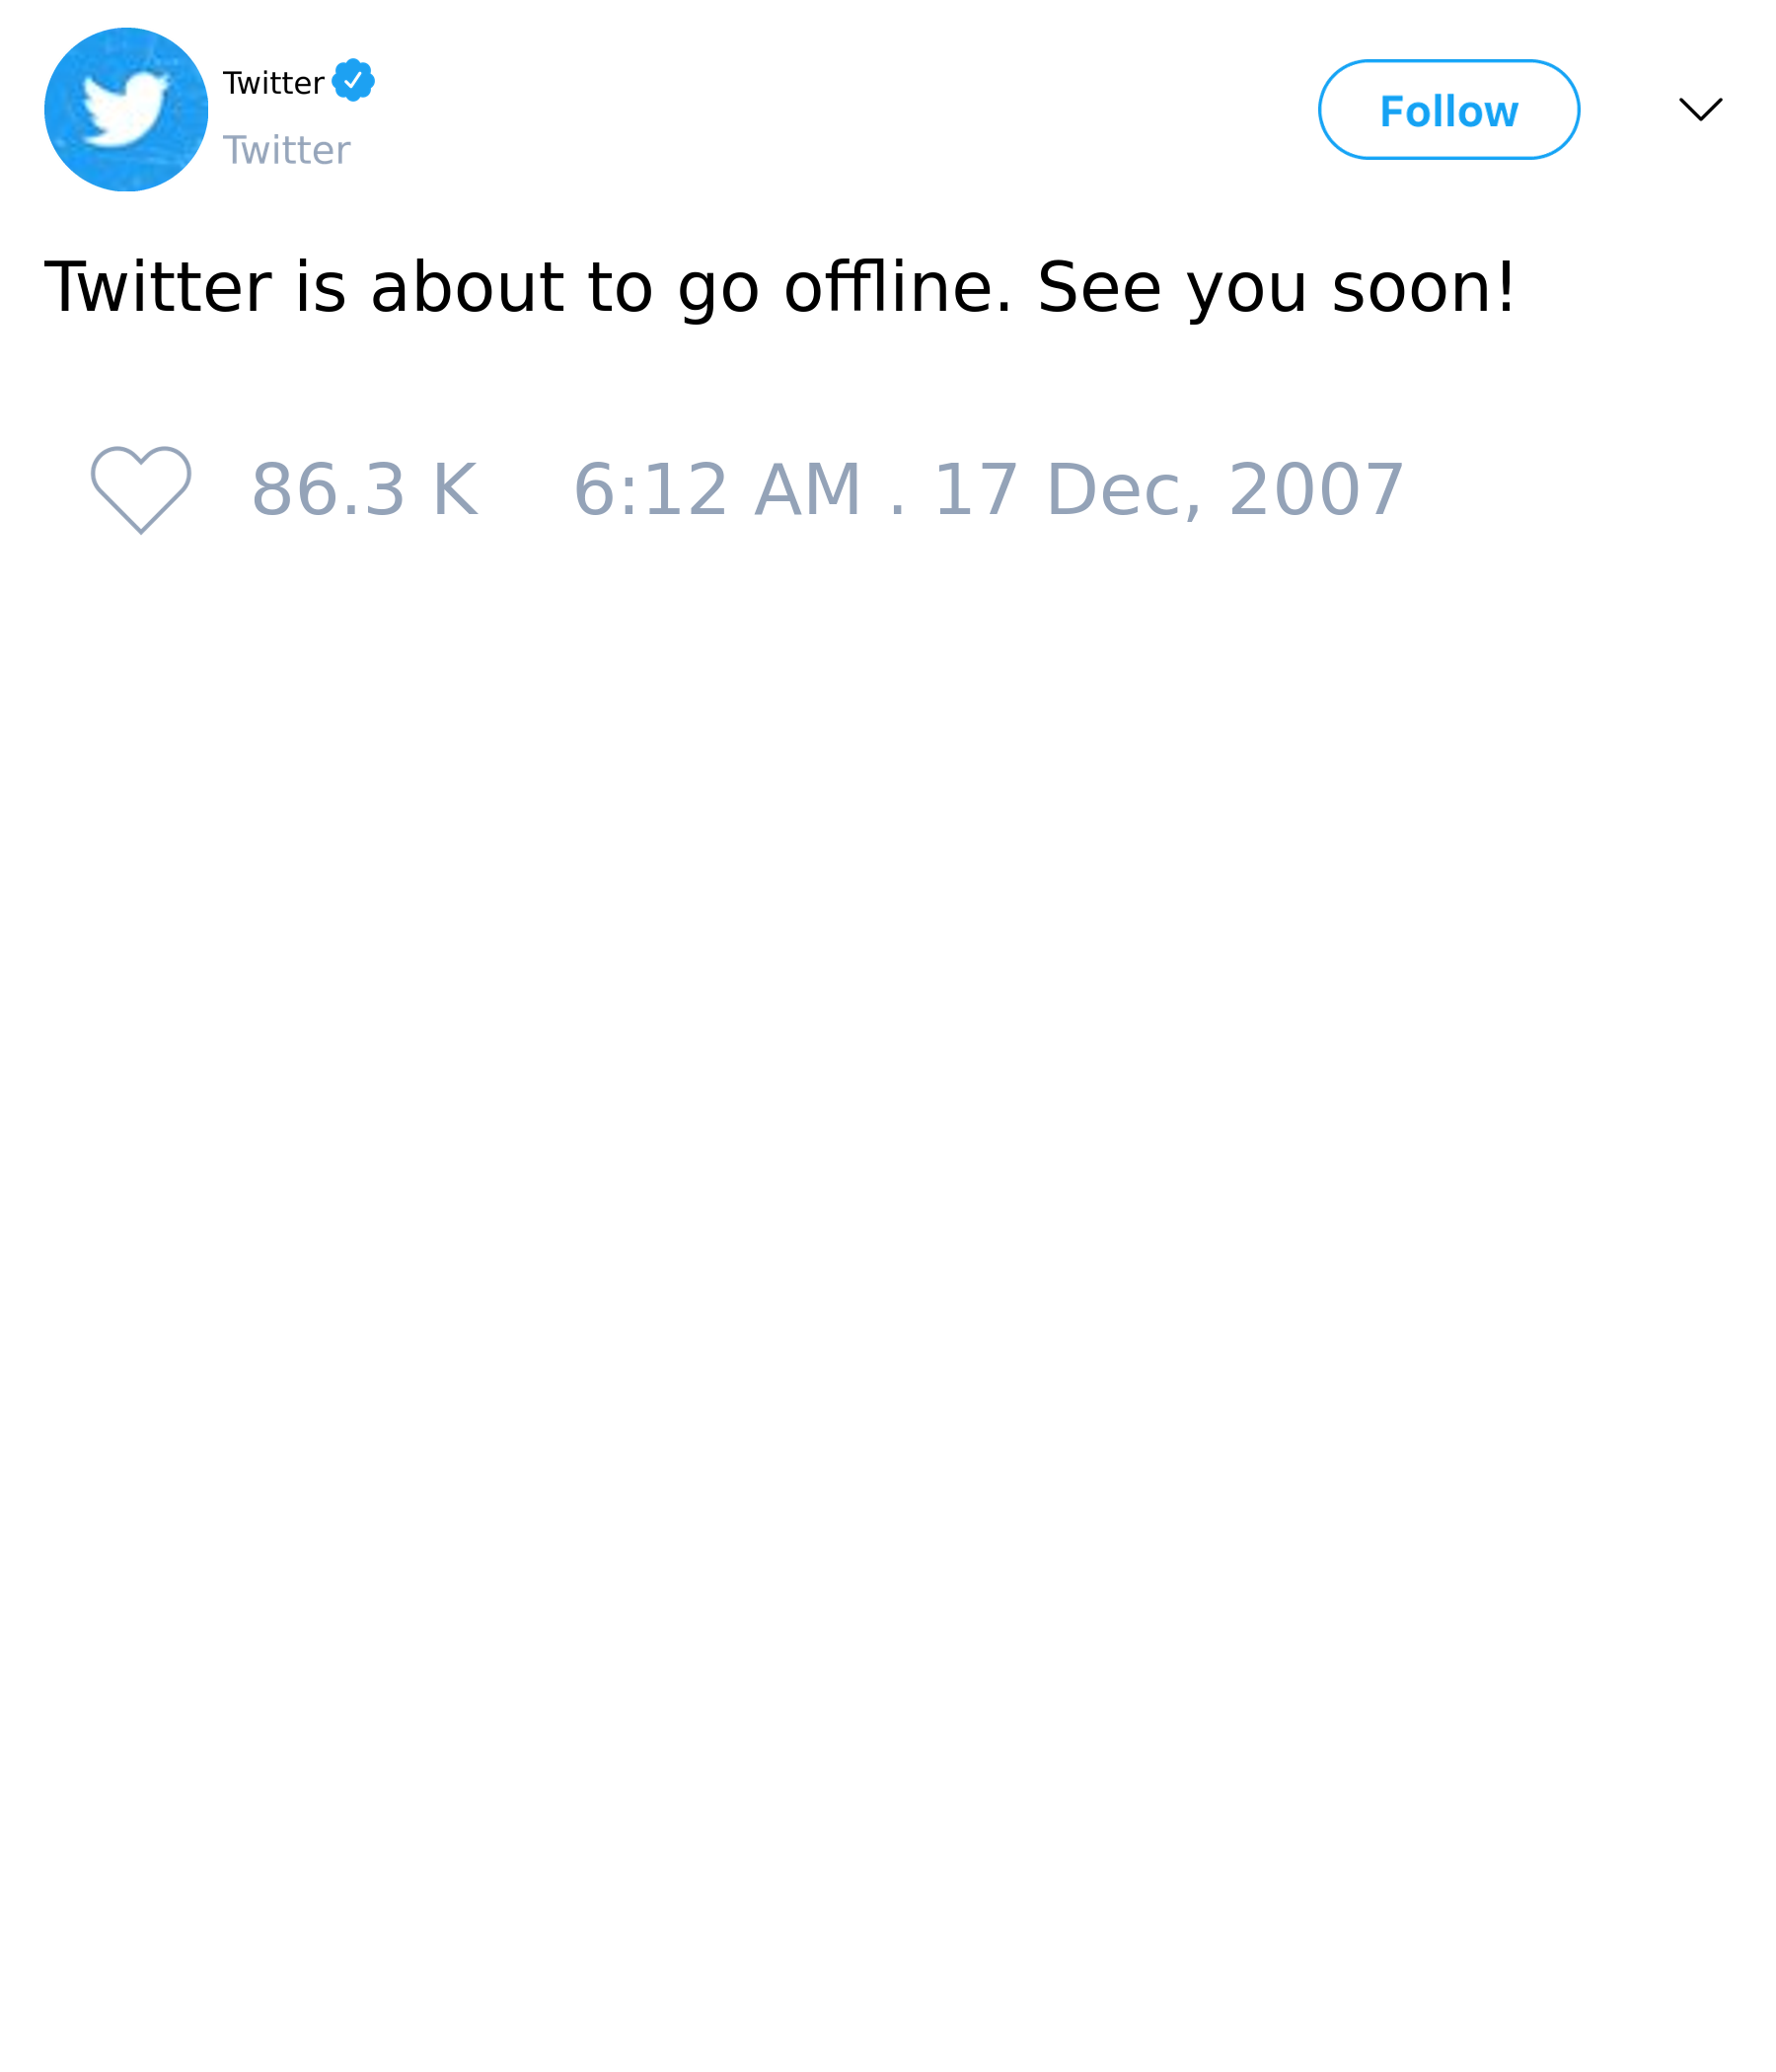 Twitter
Twitter
Follow
Twitter is about to go offline. See you soon!
86.3 K 6:12 AM . 17 Dec, 2007